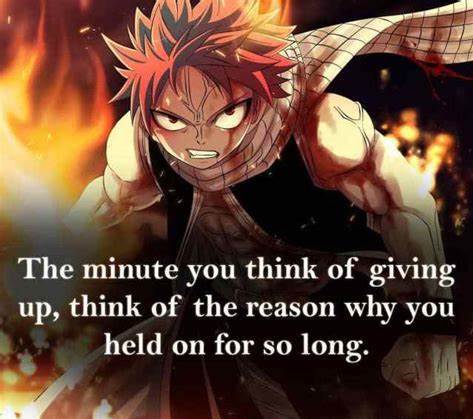 The minute you think of giving
up, think of the reason why you
held on for so long.